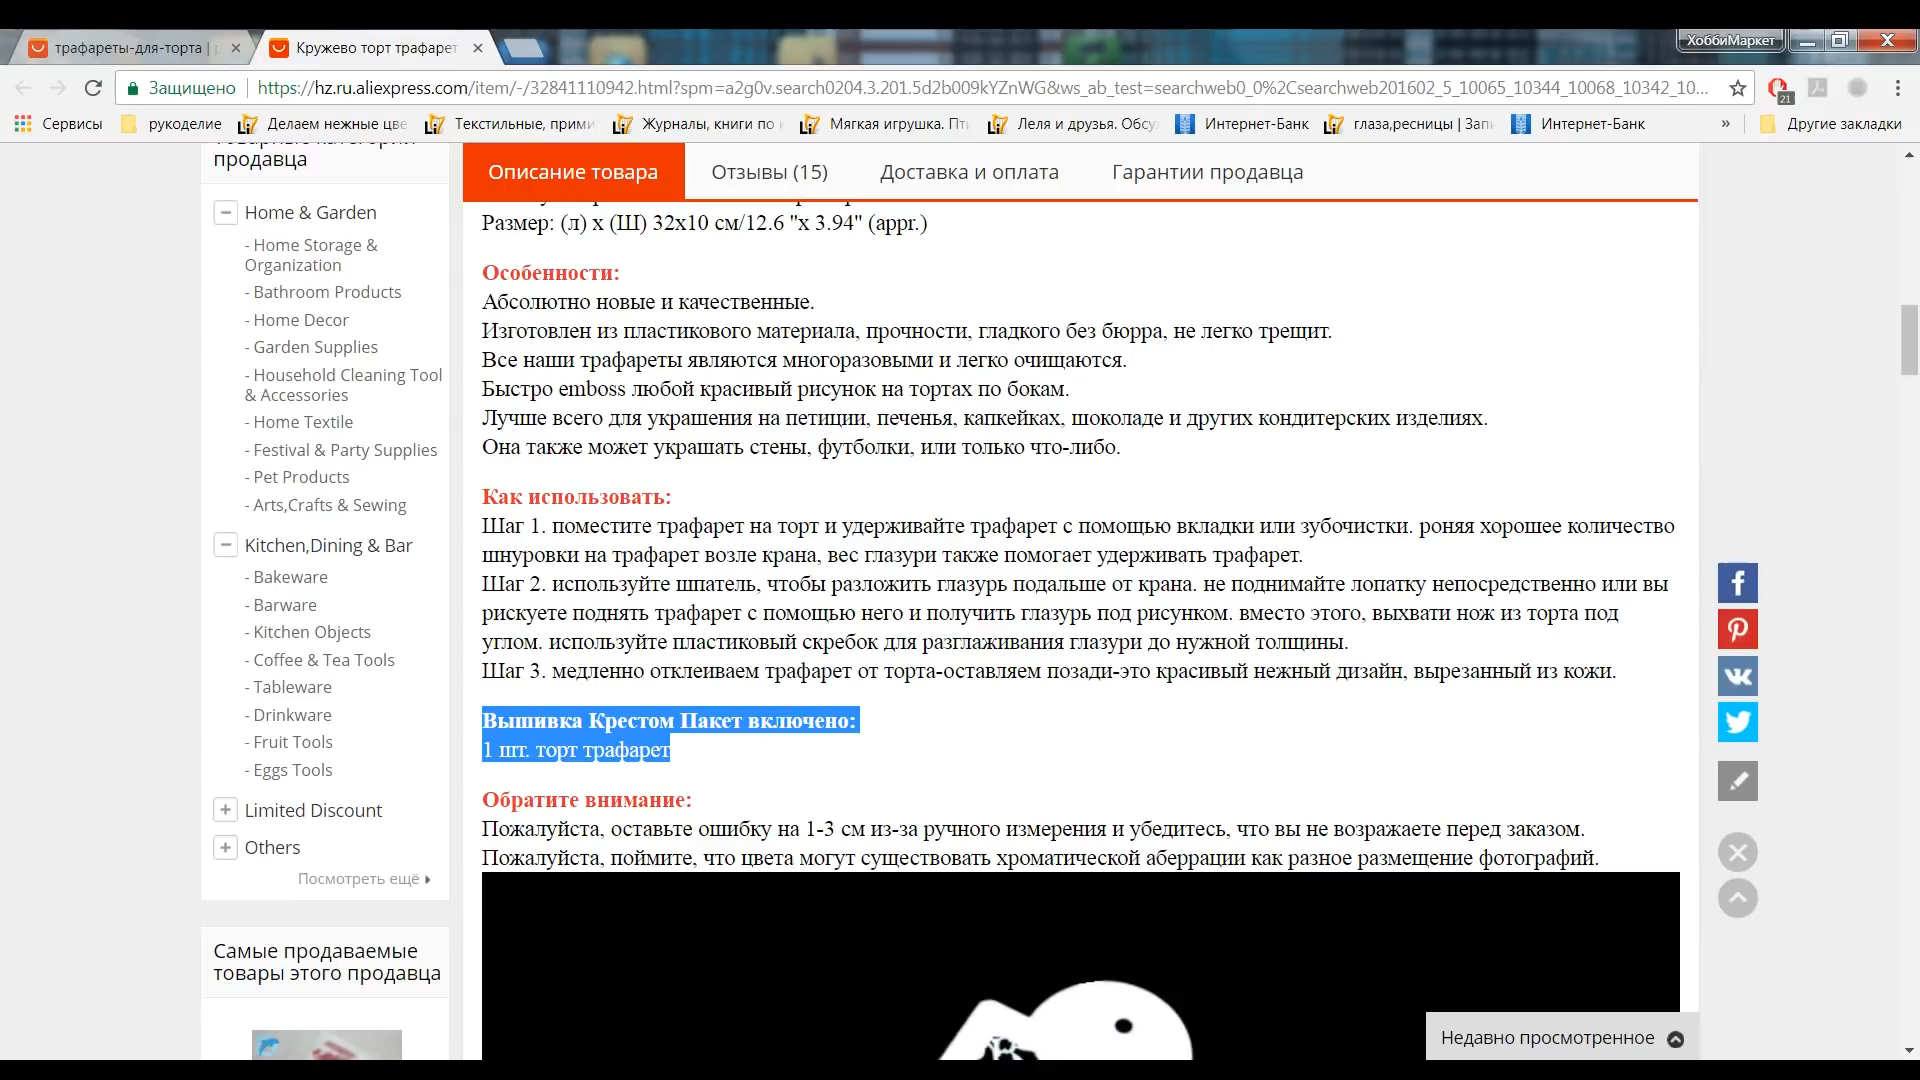 трафареты-для-торта |
Кружево торт трафарет
ХоббиМаркет
Защищено
https://hz.ru.aliexpress.com/item/-/32841110942.html?spm=a2g0v.search0204.3.201.5d2b009kYZnWG&ws_ab_test=searchweb0_0%2Csearchweb201602_5_10065_10344_10068_10342_10...
21
Сервисы
рукоделие
Делаем нежные цве
Текстильные, прими
Журналы, книги по
Мягкая игрушка. Пти
Леля и друзья. Обсу
Интернет-Банк
глаза,ресницы | Запи
Интернет-Банк
»
Другие закладки
Товарные категории
продавца
Home & Garden
- Home Storage &
Organization
- Bathroom Products
- Home Decor
- Garden Supplies
- Household Cleaning Tool
& Accessories
- Home Textile
- Festival & Party Supplies
- Pet Products
- Arts,Crafts & Sewing
Kitchen,Dining & Bar
- Bakeware
- Barware
- Kitchen Objects
- Coffee & Tea Tools
- Tableware
- Drinkware
- Fruit Tools
- Eggs Tools
Limited Discount
Others
Посмотреть ещё
Самые продаваемые
товары этого продавца
Описание товара
Отзывы (15)
Доставка и оплата
Гарантии продавца
Размер: (л) x (Ш) 32x10 см/12.6 "x 3.94" (appr.)
Особенности:
Абсолютно новые и качественные.
Изготовлен из пластикового материала, прочности, гладкого без бюрра, не легко трещит.
Все наши трафареты являются многоразовыми и легко очищаются.
Быстро emboss любой красивый рисунок на тортах по бокам.
Лучше всего для украшения на петиции, печенья, капкейках, шоколаде и других кондитерских изделиях.
Она также может украшать стены, футболки, или только что-либо.
Как использовать:
Шаг 1. поместите трафарет на торт и удерживайте трафарет с помощью вкладки или зубочистки. роняя хорошее количество
шнуровки на трафарет возле крана, вес глазури также помогает удерживать трафарет.
Шаг 2. используйте шпатель, чтобы разложить глазурь подальше от крана. не поднимайте лопатку непосредственно или вы
рискуете поднять трафарет с помощью него и получить глазурь под рисунком. вместо этого, выхвати нож из торта под
углом. используйте пластиковый скребок для разглаживания глазури до нужной толщины.
Шаг 3. медленно отклеиваем трафарет от торта-оставляем позади-это красивый нежный дизайн, вырезанный из кожи.
Вышивка Крестом Пакет включено:
1 шт. торт трафарет
Обратите внимание:
Пожалуйста, оставьте ошибку на 1-3 см из-за ручного измерения и убедитесь, что вы не возражаете перед заказом.
Пожалуйста, поймите, что цвета могут существовать хроматической аберрации как разное размещение фотографий.
Недавно просмотренное